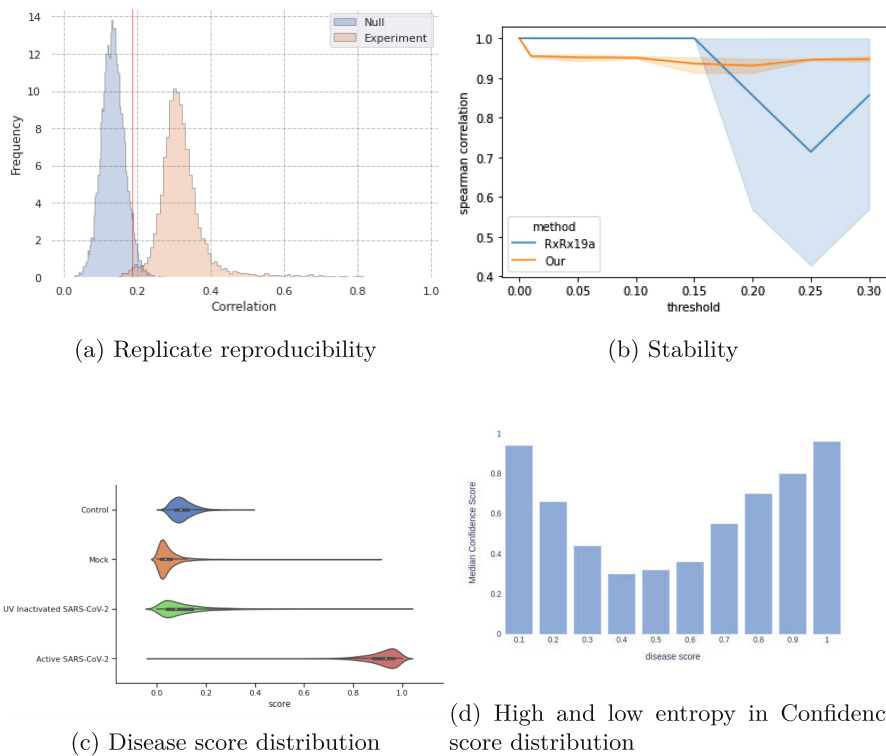 14
12
10
8
6
4
2
0
Frequency
Null
Experiment
0.0 0.2 0.4 0.6 0.8 1.0
Correlation
(a) Replicate reproducibility
1.0
0.9
0.8
0.7
0.6
0.5
0.4
spearman correlation
method
RxRx19a
Our
0.00 0.05 0.10 0.15 0.20 0.25 0.30
threshold
(b) Stability
Control
Mock
UV Inactivated SARS-CoV-2
Active SARS-CoV-2
0.0 0.2 0.4 0.6 0.8 1.0
score
(c) Disease score distribution
1
0.8
0.6
0.4
0.2
0
Median Confidence Score
0.1 0.2 0.3 0.4 0.5 0.6 0.7 0.8 0.9 1
disease score
(d) High and low entropy in Confidenc
score distribution